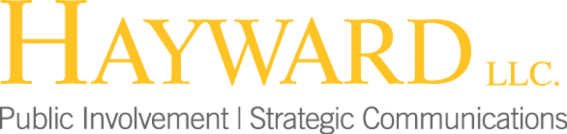 HAYWARD LLC.
Public Involvement | Strategic Communications